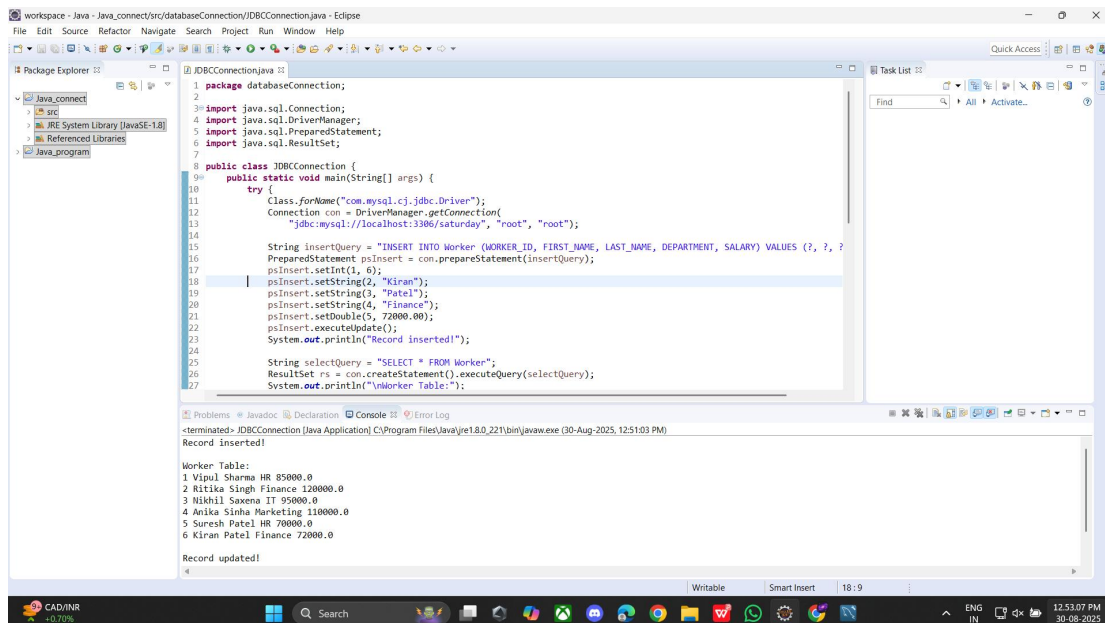 workspace - Java - Java_connect/src/databaseConnection/JDBCConnection.java - Eclipse
File Edit Source Refactor Navigate Search Project Run Window Help
Quick Access
Package Explorer
Java_connect
src
JRE System Library [JavaSE-1.8]
Referenced Libraries
Java_program
JDBCConnection.java
1 package databaseConnection;
2
3 import java.sql.Connection;
4 import java.sql.DriverManager;
5 import java.sql.PreparedStatement;
6 import java.sql.ResultSet;
7
8 public class JDBCConnection {
9 public static void main(String[] args) {
10 try {
11 Class.forName("com.mysql.cj.jdbc.Driver");
12 Connection con = DriverManager.getConnection(
13 "jdbc:mysql://localhost:3306/saturday", "root", "root");
14
15 String insertQuery = "INSERT INTO Worker (WORKER_ID, FIRST_NAME, LAST_NAME, DEPARTMENT, SALARY) VALUES (?, ?, ?
16 PreparedStatement psInsert = con.prepareStatement(insertQuery);
17 psInsert.setInt(1, 6);
18 psInsert.setString(2, "Kiran");
19 psInsert.setString(3, "Patel");
20 psInsert.setString(4, "Finance");
21 psInsert.setDouble(5, 72000.00);
22 psInsert.executeUpdate();
23 System.out.println("Record inserted!");
24
25 String selectQuery = "SELECT * FROM Worker";
26 ResultSet rs = con.createStatement().executeQuery(selectQuery);
27 System.out.println("\nWorker Table:");
Task List
Find All Activate...
Problems Javadoc Declaration Console Error Log
<terminated> JDBCConnection [Java Application] C:\Program Files\Java\jre1.8.0_221\bin\javaw.exe (30-Aug-2025, 12:51:03 PM)
Record inserted!
Worker Table:
1 Vipul Sharma HR 85000.0
2 Ritika Singh Finance 120000.0
3 Nikhil Saxena IT 95000.0
4 Anika Sinha Marketing 110000.0
5 Suresh Patel HR 70000.0
6 Kiran Patel Finance 72000.0
Record updated!
Writable Smart Insert 18 : 9
CAD/INR
+0.70%
Search
ENG
IN
12.53.07 PM
30-08-2025